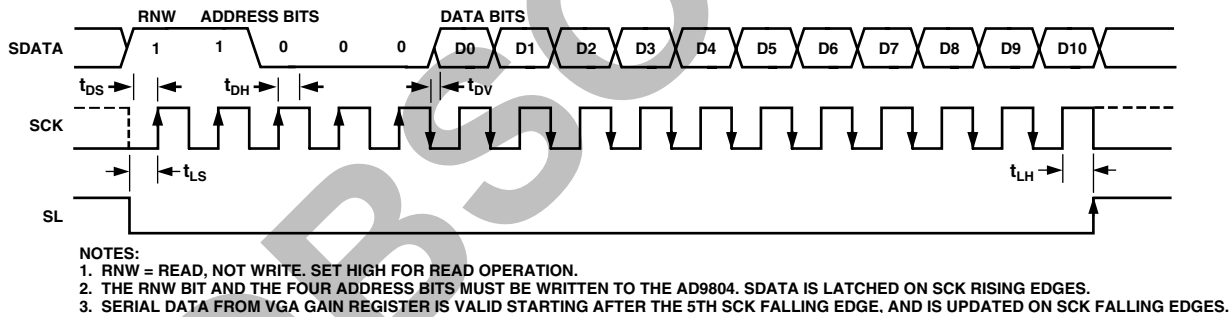 RNW ADDRESS BITS DATA BITS
SDATA 1 1 0 0 0 D0 D1 D2 D3 D4 D5 D6 D7 D8 D9 D10
tDS tDH tDV
SCK
tLS tLH
SL
NOTES:
1. RNW = READ, NOT WRITE. SET HIGH FOR READ OPERATION.
2. THE RNW BIT AND THE FOUR ADDRESS BITS MUST BE WRITTEN TO THE AD9804. SDATA IS LATCHED ON SCK RISING EDGES.
3. SERIAL DATA FROM VGA GAIN REGISTER IS VALID STARTING AFTER THE 5TH SCK FALLING EDGE, AND IS UPDATED ON SCK FALLING EDGES.